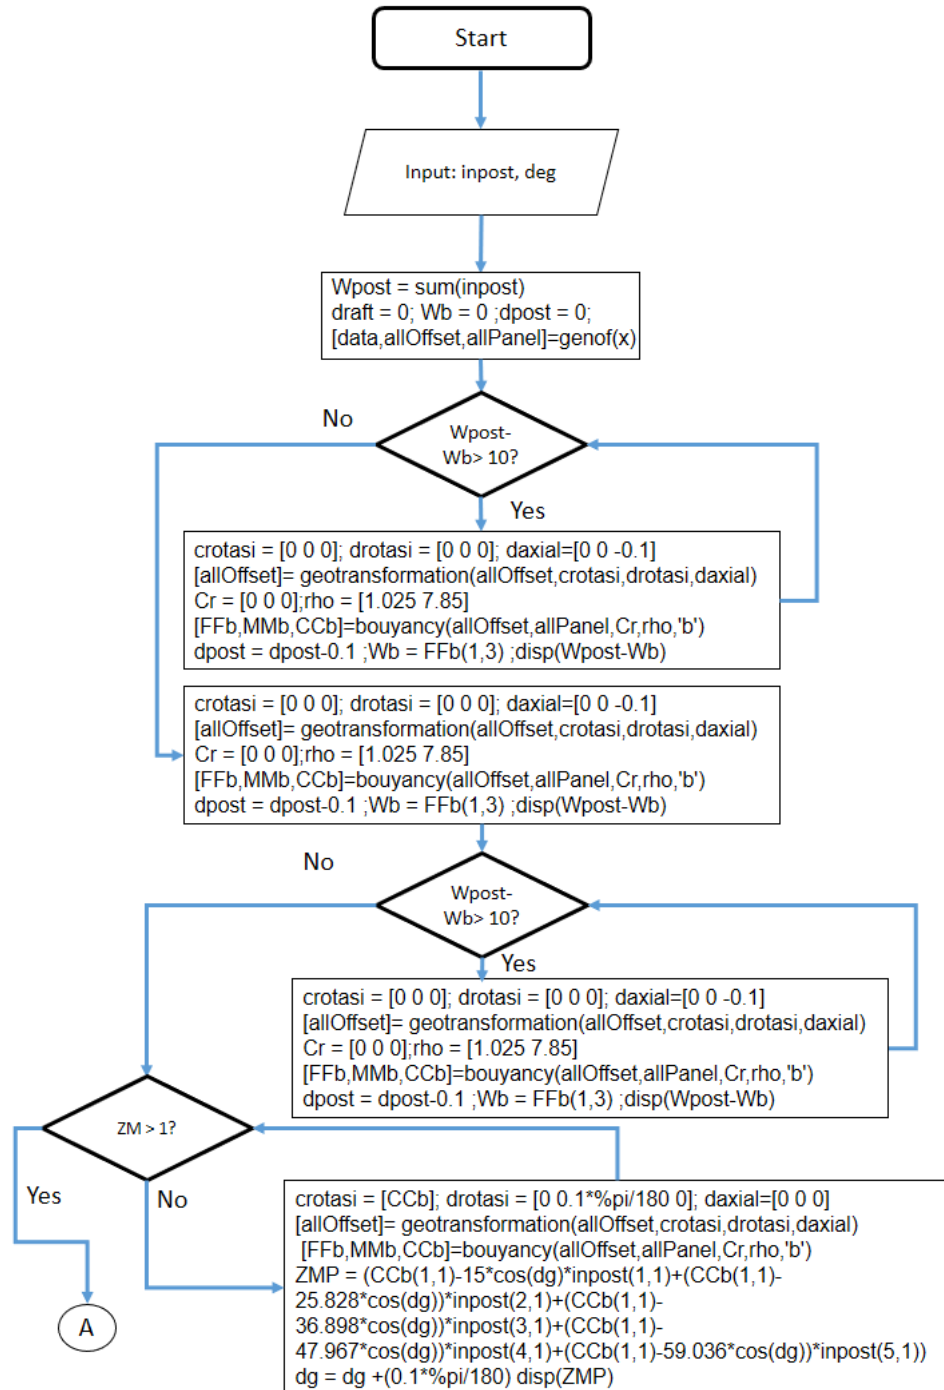 Start
Input: inpost, deg
Wpost = sum(inpost)
draft = 0; Wb = 0 ;dpost = 0;
[data,allOffset,allPanel]=genof(x)
No
Wpost-
Wb> 10?
Yes
crotasi = [0 0 0]; drotasi = [0 0 0]; daxial=[0 0 -0.1]
[allOffset]= geotransformation(allOffset,crotasi,drotasi,daxial)
Cr = [0 0 0];rho = [1.025 7.85]
[FFb,MMb,CCb]=bouyancy(allOffset,allPanel,Cr,rho,'b')
dpost = dpost-0.1 ;Wb = FFb(1,3) ;disp(Wpost-Wb)
crotasi = [0 0 0]; drotasi = [0 0 0]; daxial=[0 0 -0.1]
[allOffset]= geotransformation(allOffset,crotasi,drotasi,daxial)
Cr = [0 0 0];rho = [1.025 7.85]
[FFb,MMb,CCb]=bouyancy(allOffset,allPanel,Cr,rho,'b')
dpost = dpost-0.1 ;Wb = FFb(1,3) ;disp(Wpost-Wb)
No
Wpost-
Wb> 10?
Yes
crotasi = [0 0 0]; drotasi = [0 0 0]; daxial=[0 0 -0.1]
[allOffset]= geotransformation(allOffset,crotasi,drotasi,daxial)
Cr = [0 0 0];rho = [1.025 7.85]
[FFb,MMb,CCb]=bouyancy(allOffset,allPanel,Cr,rho,'b')
dpost = dpost-0.1 ;Wb = FFb(1,3) ;disp(Wpost-Wb)
ZM > 1?
Yes
No
crotasi = [CCb]; drotasi = [0 0.1*%pi/180 0]; daxial=[0 0 0]
[allOffset]= geotransformation(allOffset,crotasi,drotasi,daxial)
[FFb,MMb,CCb]=bouyancy(allOffset,allPanel,Cr,rho,'b')
ZMP = (CCb(1,1)-15*cos(dg)*inpost(1,1)+(CCb(1,1)-
25.828*cos(dg))*inpost(2,1)+(CCb(1,1)-
36.898*cos(dg))*inpost(3,1)+(CCb(1,1)-
47.967*cos(dg))*inpost(4,1)+(CCb(1,1)-59.036*cos(dg))*inpost(5,1))
dg = dg +(0.1*%pi/180) disp(ZMP)
A